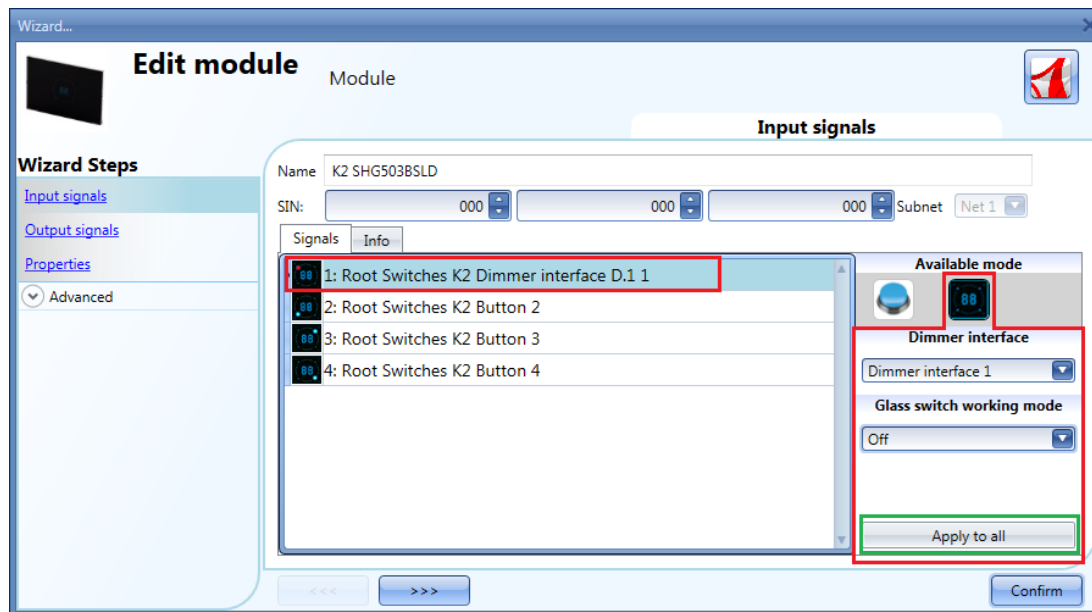 Wizard...
Edit module
Module
Input signals
Wizard Steps
Input signals
Output signals
Properties
Advanced
Name K2 SHG503BSLD
SIN: 000 000 000 Subnet Net 1
Signals Info
1: Root Switches K2 Dimmer interface D.1 1
2: Root Switches K2 Button 2
3: Root Switches K2 Button 3
4: Root Switches K2 Button 4
Available mode
88
Dimmer interface
Dimmer interface 1
Glass switch working mode
Off
Apply to all
<<< >>> Confirm